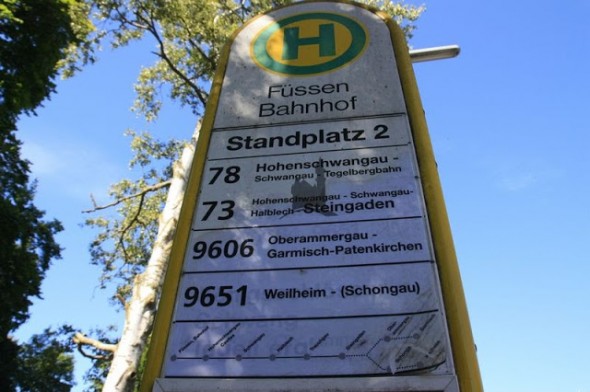 H
Füssen
Bahnhof
Standplatz 2
78 Hohenschwangau -
Schwangau - Tegelbergbahn
73 Hohenschwangau - Schwangau-
Halblech - Steingaden
9606 Oberammergau -
Garmisch-Patenkirchen
9651 Weilheim - (Schongau)